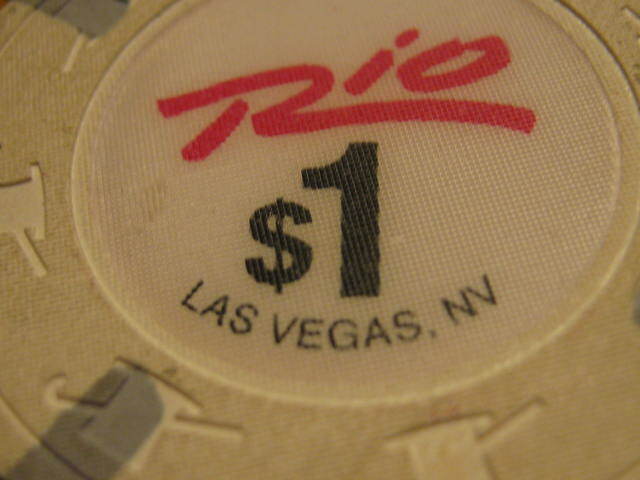 Rio
$1
LAS VEGAS, NV